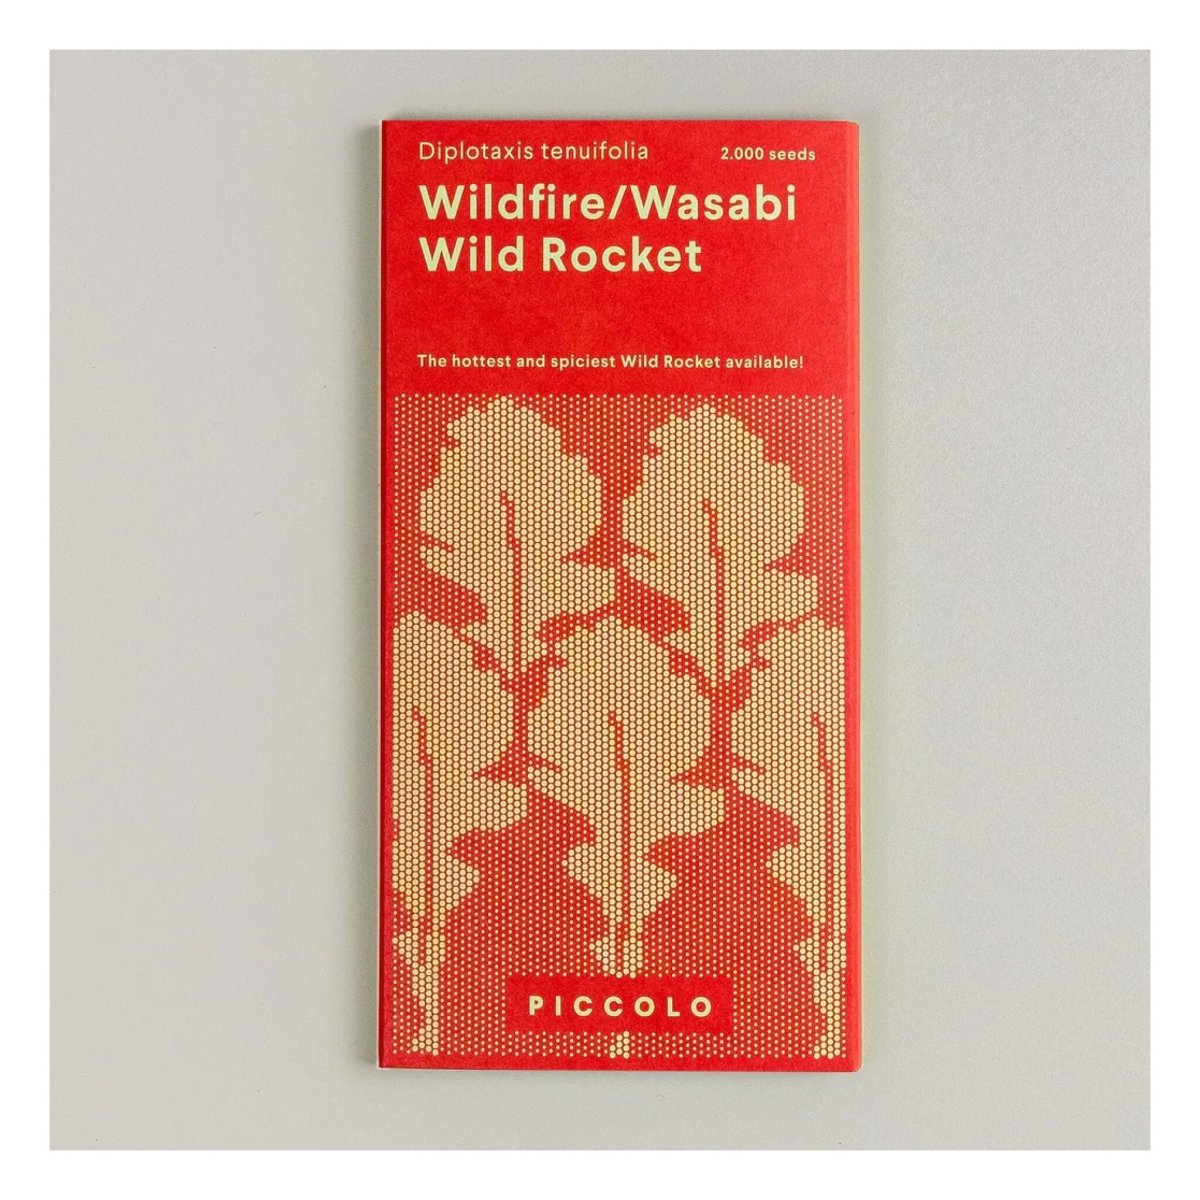 Diplotaxis tenuifolia
2.000 seeds
Wildfire/Wasabi
Wild Rocket
The hottest and spiciest Wild Rocket available!
PICCOLO